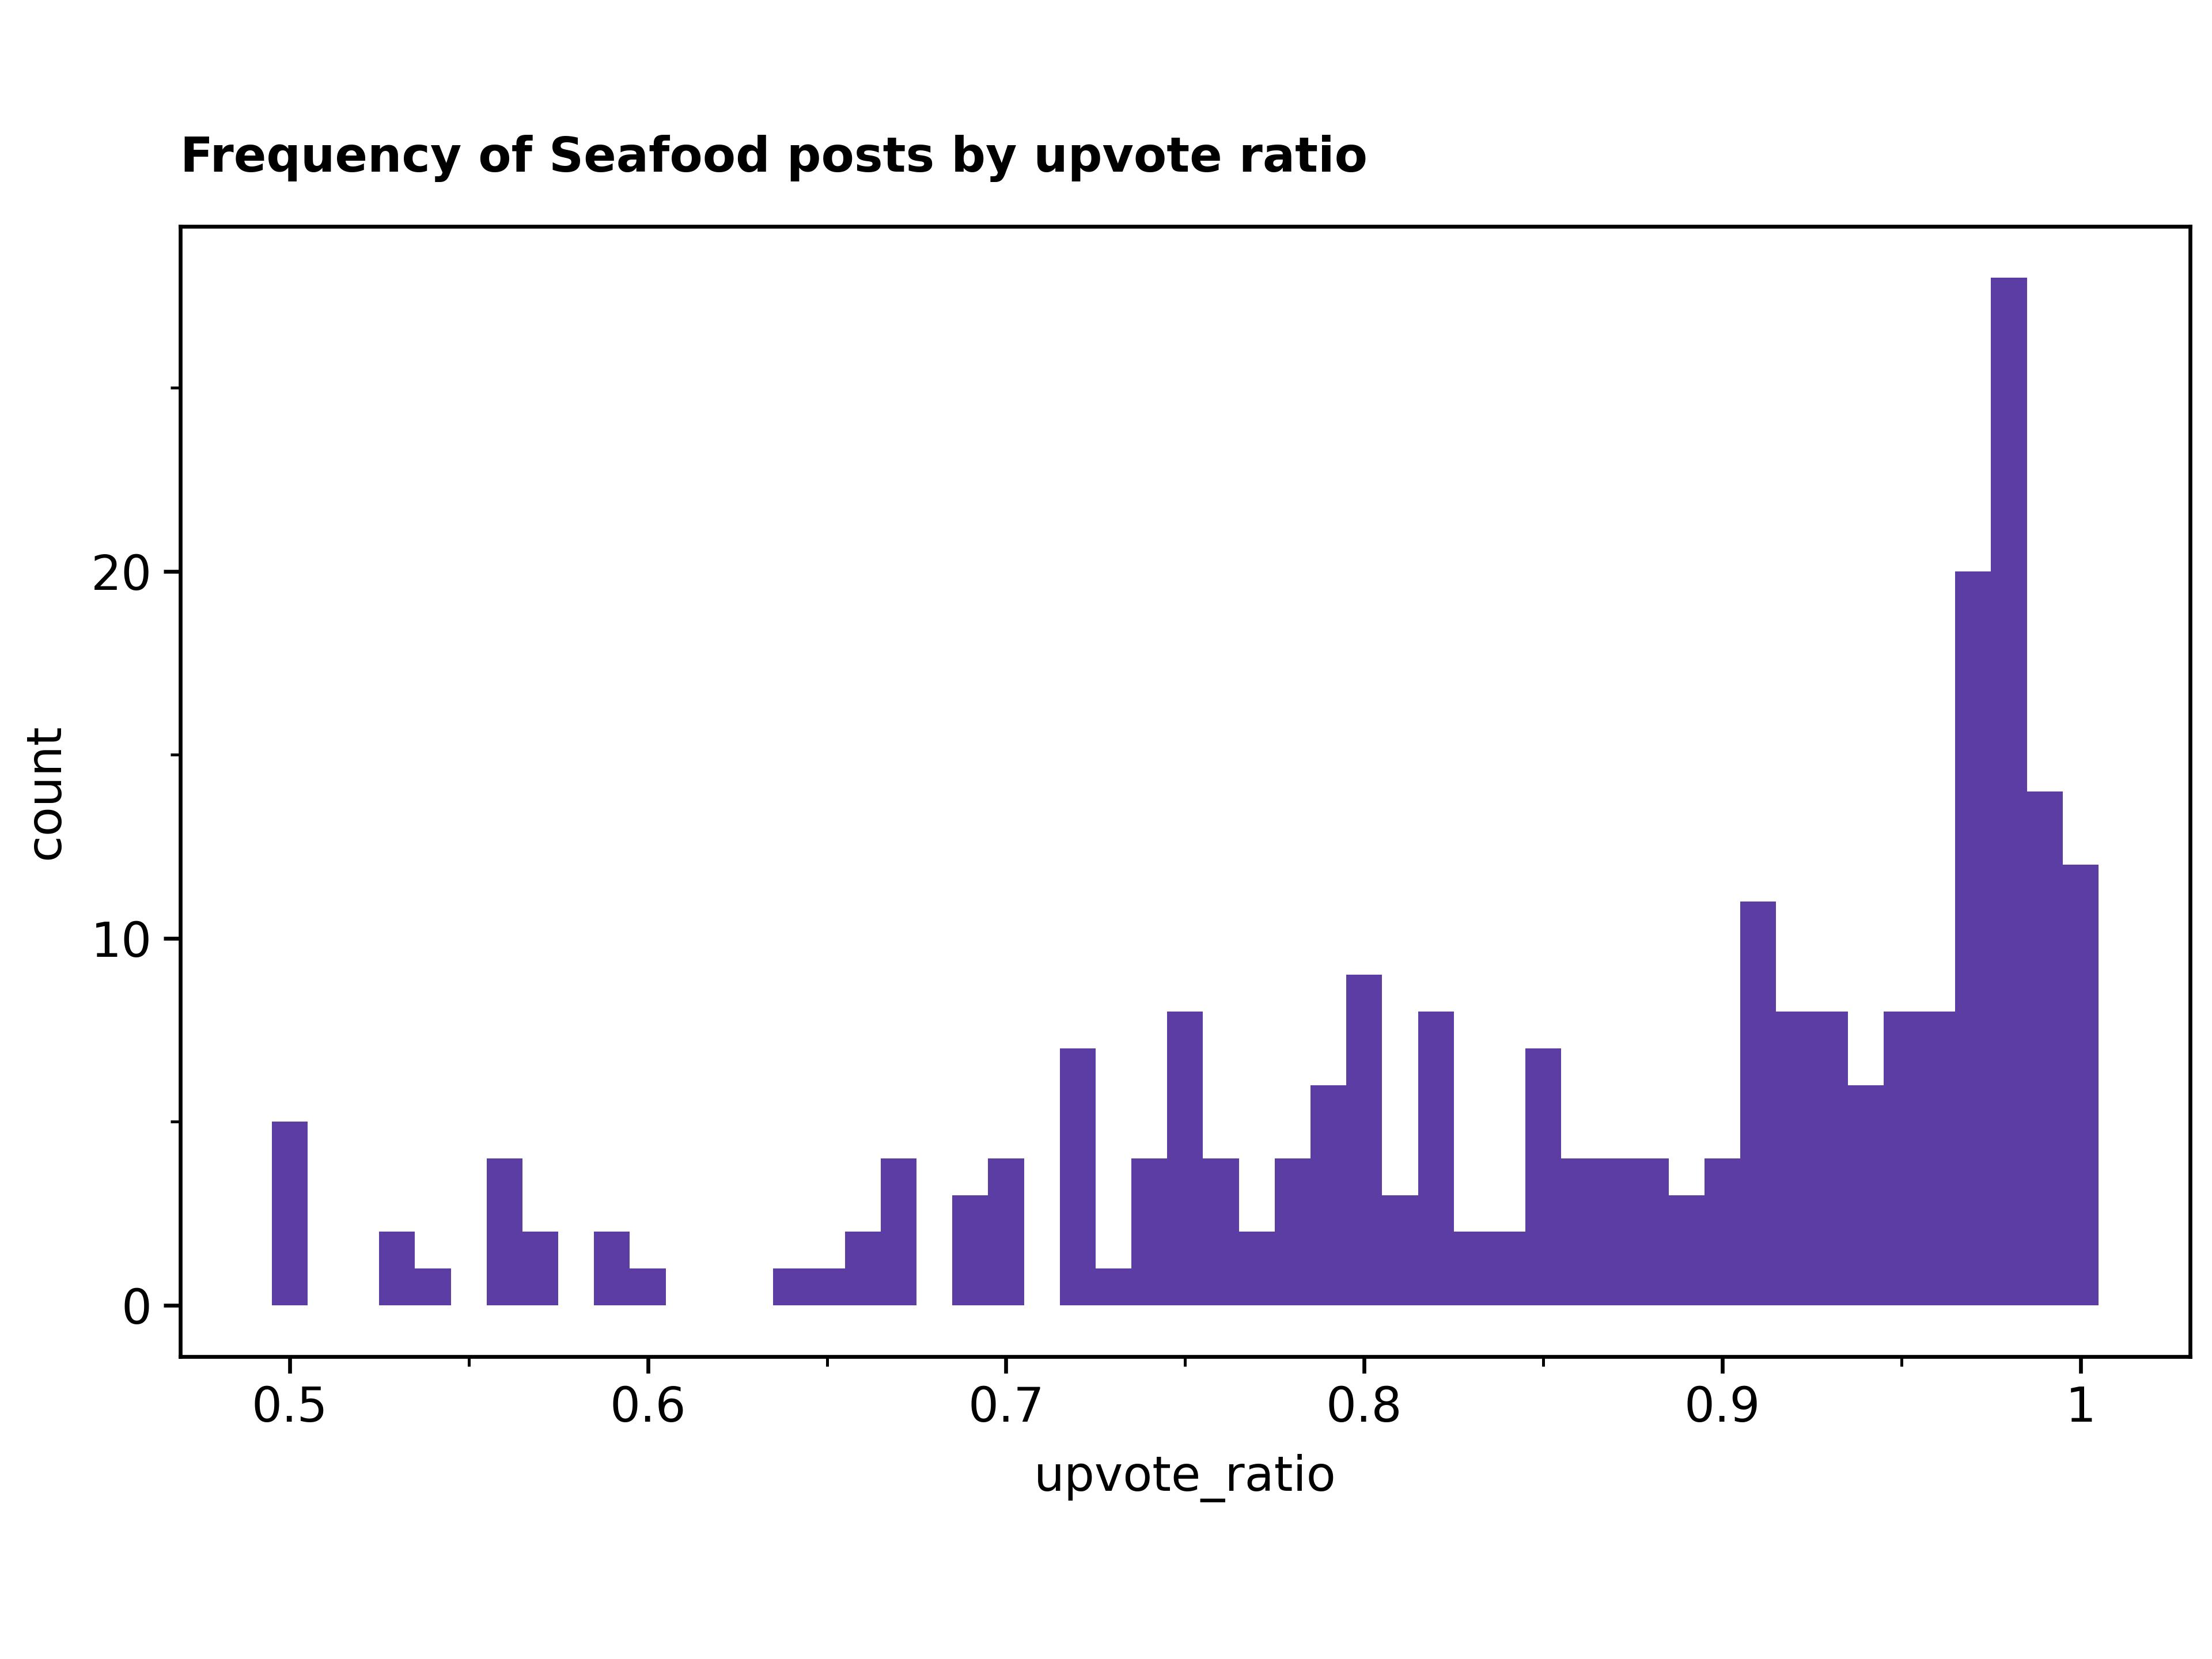 Frequency of Seafood posts by upvote ratio
20
10
0
count
0.5 0.6 0.7 0.8 0.9 1
upvote_ratio